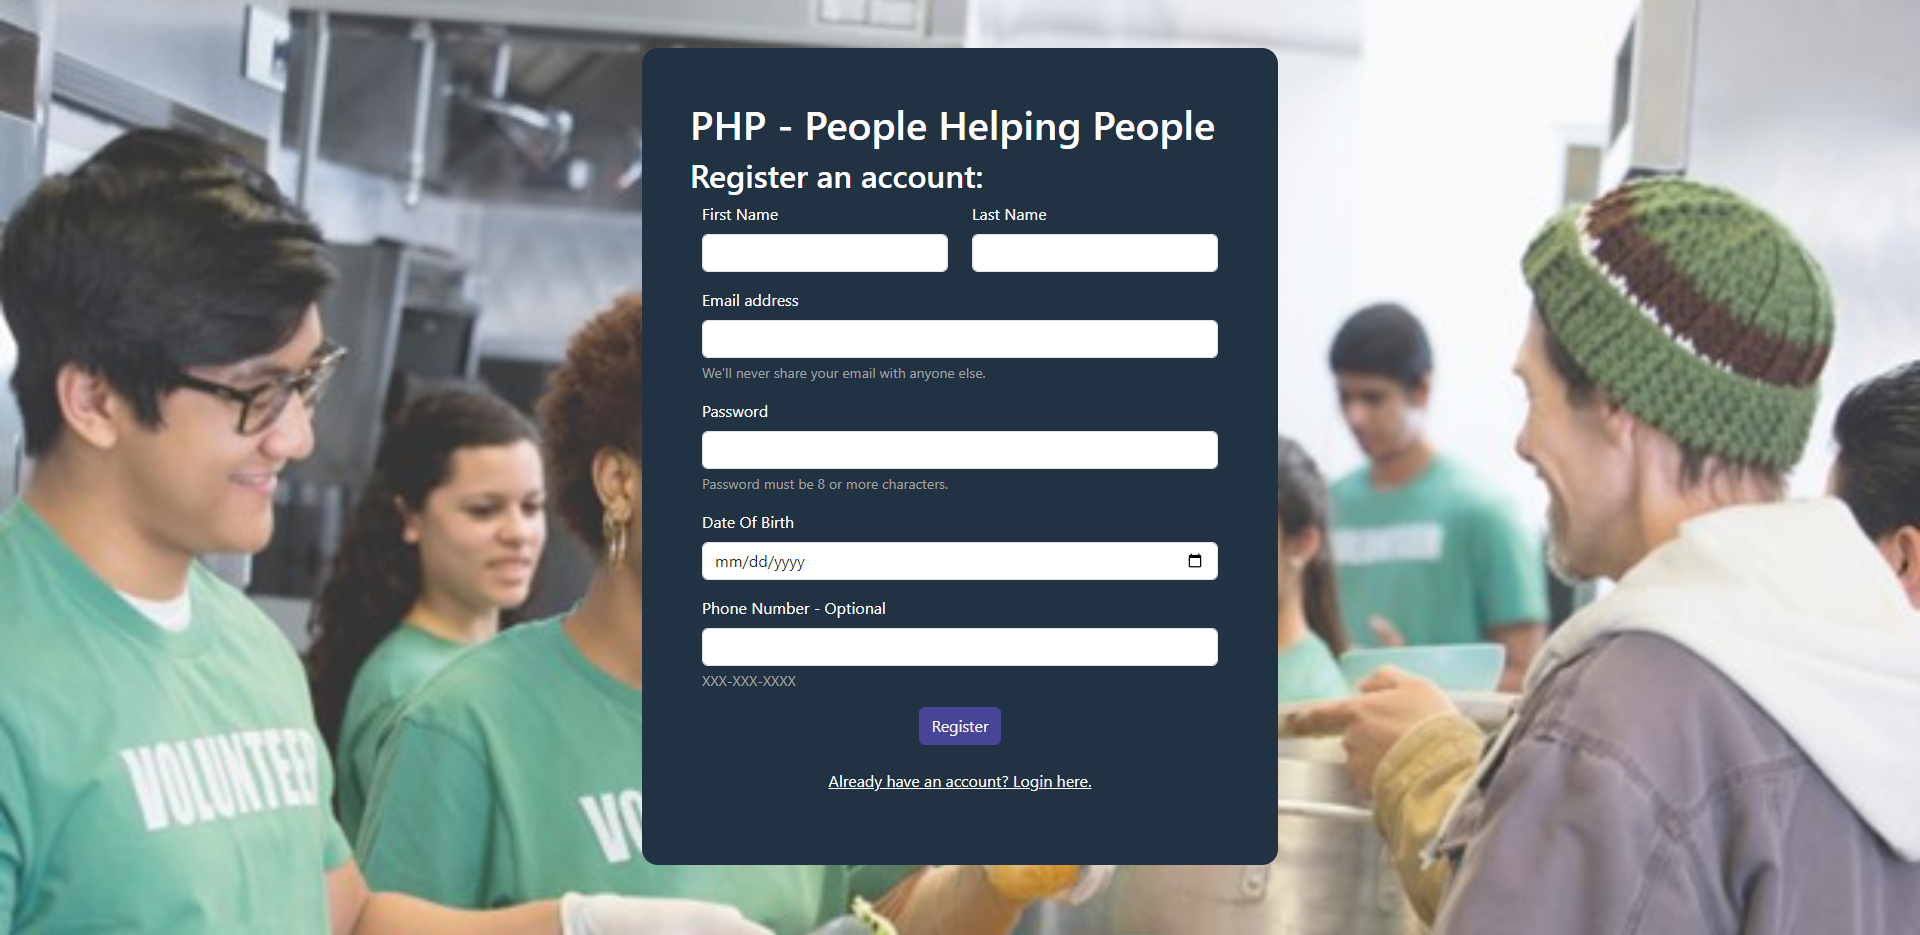 PHP - People Helping People
Register an account:
First Name Last Name
Email address
We'll never share your email with anyone else.
Password
Password must be 8 or more characters.
Date Of Birth
mm/dd/yyyy
Phone Number - Optional
XXX-XXX-XXXX
Register
Already have an account? Login here.
VOLUNTEER
VO
VOLUNTEER